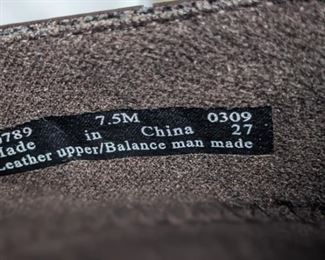 789 7.5M 0309
Made in China 27
Leather upper/Balance man made